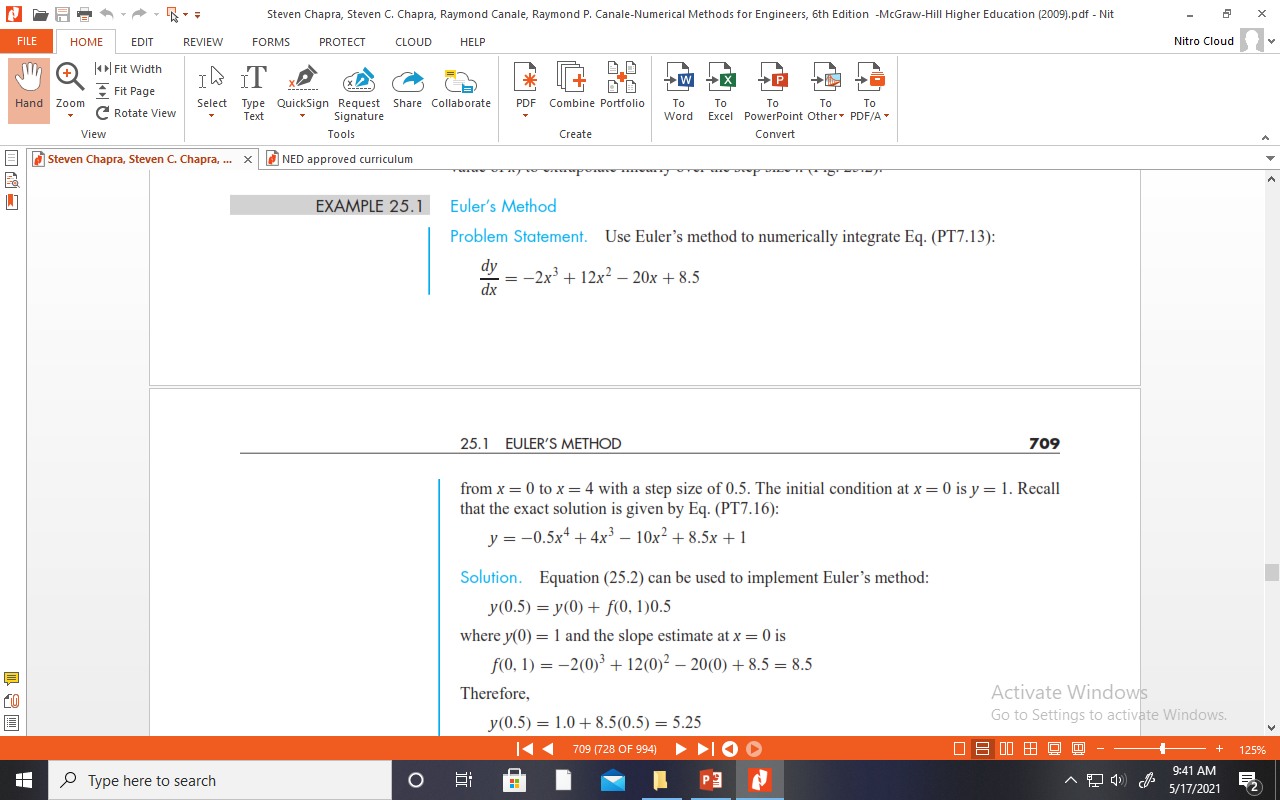 Steven Chapra, Steven C. Chapra, Raymond Canale, Raymond P. Canale-Numerical Methods for Engineers, 6th Edition -McGraw-Hill Higher Education (2009).pdf - Nit
FILE HOME EDIT REVIEW FORMS PROTECT CLOUD HELP
Nitro Cloud
Hand
Zoom
Fit Width
Fit Page
Rotate View
View
Select
Type Text
QuickSign
Request Signature
Share
Collaborate
Tools
PDF
Combine
Portfolio
Create
To Word
To Excel
To PowerPoint
To Other
To PDF/A
Convert
Steven Chapra, Steven C. Chapra, ...
NED approved curriculum
EXAMPLE 25.1 Euler's Method
Problem Statement. Use Euler's method to numerically integrate Eq. (PT7.13):
dy/dx = −2x³ + 12x² − 20x + 8.5
25.1 EULER'S METHOD 709
from x = 0 to x = 4 with a step size of 0.5. The initial condition at x = 0 is y = 1. Recall
that the exact solution is given by Eq. (PT7.16):
y = −0.5x⁴ + 4x³ − 10x² + 8.5x + 1
Solution. Equation (25.2) can be used to implement Euler's method:
y(0.5) = y(0) + f(0, 1)0.5
where y(0) = 1 and the slope estimate at x = 0 is
f(0, 1) = −2(0)³ + 12(0)² − 20(0) + 8.5 = 8.5
Therefore,
y(0.5) = 1.0 + 8.5(0.5) = 5.25
Activate Windows
Go to Settings to activate Windows.
709 (728 OF 994)
125%
Type here to search
9:41 AM
5/17/2021
2